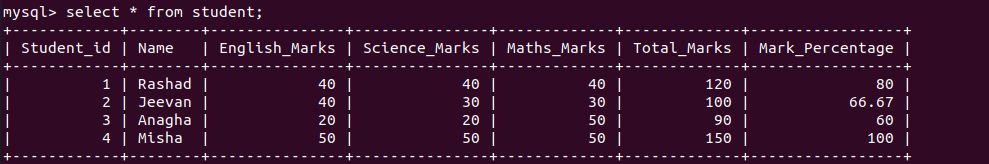 mysql> select * from student;
+------------+--------+---------------+---------------+-------------+-------------+-----------------+
| Student_id | Name   | English_Marks | Science_Marks | Maths_Marks | Total_Marks | Mark_Percentage |
+------------+--------+---------------+---------------+-------------+-------------+-----------------+
|          1 | Rashad |            40 |            40 |          40 |         120 |              80 |
|          2 | Jeevan |            40 |            30 |          30 |         100 |           66.67 |
|          3 | Anagha |            20 |            20 |          50 |          90 |              60 |
|          4 | Misha  |            50 |            50 |          50 |         150 |             100 |
+------------+--------+---------------+---------------+-------------+-------------+-----------------+